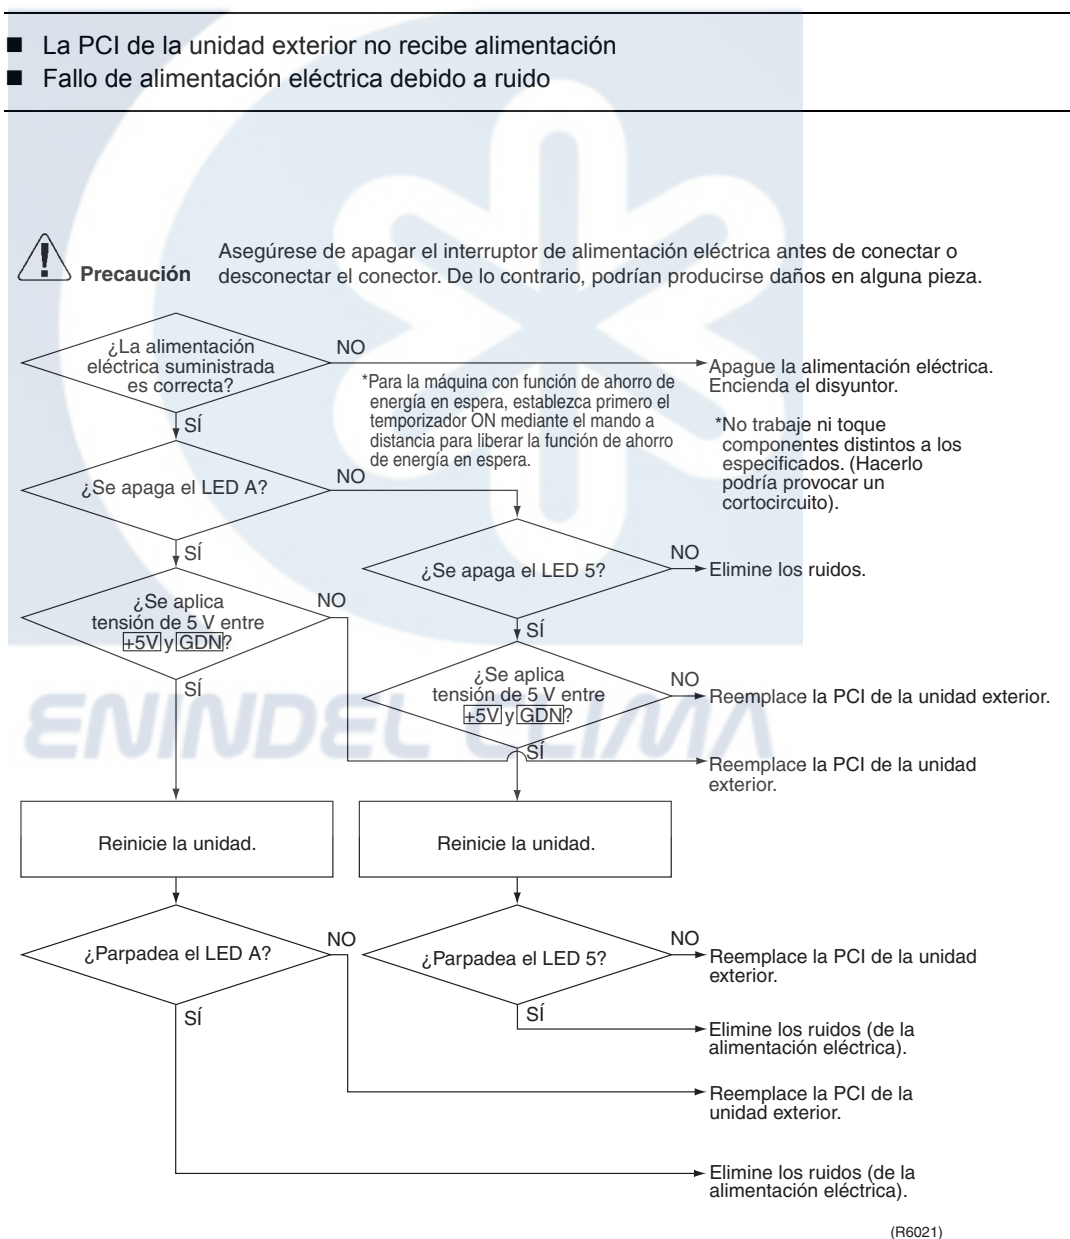 ■ La PCI de la unidad exterior no recibe alimentación
■ Fallo de alimentación eléctrica debido a ruido
Precaución
Asegúrese de apagar el interruptor de alimentación eléctrica antes de conectar o
desconectar el conector. De lo contrario, podrían producirse daños en alguna pieza.
¿La alimentación
eléctrica suministrada
es correcta?
NO
Apague la alimentación eléctrica.
Encienda el disyuntor.
*Para la máquina con función de ahorro de
energía en espera, establezca primero el
temporizador ON mediante el mando a
distancia para liberar la función de ahorro
de energía en espera.
*No trabaje ni toque
componentes distintos a los
especificados. (Hacerlo
podría provocar un
cortocircuito).
SÍ
¿Se apaga el LED A?
NO
SÍ
¿Se apaga el LED 5?
NO
Elimine los ruidos.
SÍ
¿Se aplica
tensión de 5 V entre
+5V y GDN?
NO
SÍ
¿Se aplica
tensión de 5 V entre
+5V y GDN?
NO
Reemplace la PCI de la unidad exterior.
SÍ
ENINDEL CLIMA
Reemplace la PCI de la unidad
exterior.
Reinicie la unidad.
Reinicie la unidad.
¿Parpadea el LED A?
NO
¿Parpadea el LED 5?
NO
Reemplace la PCI de la unidad
exterior.
SÍ
SÍ
Elimine los ruidos (de la
alimentación eléctrica).
Reemplace la PCI de la
unidad exterior.
Elimine los ruidos (de la
alimentación eléctrica).
(R6021)